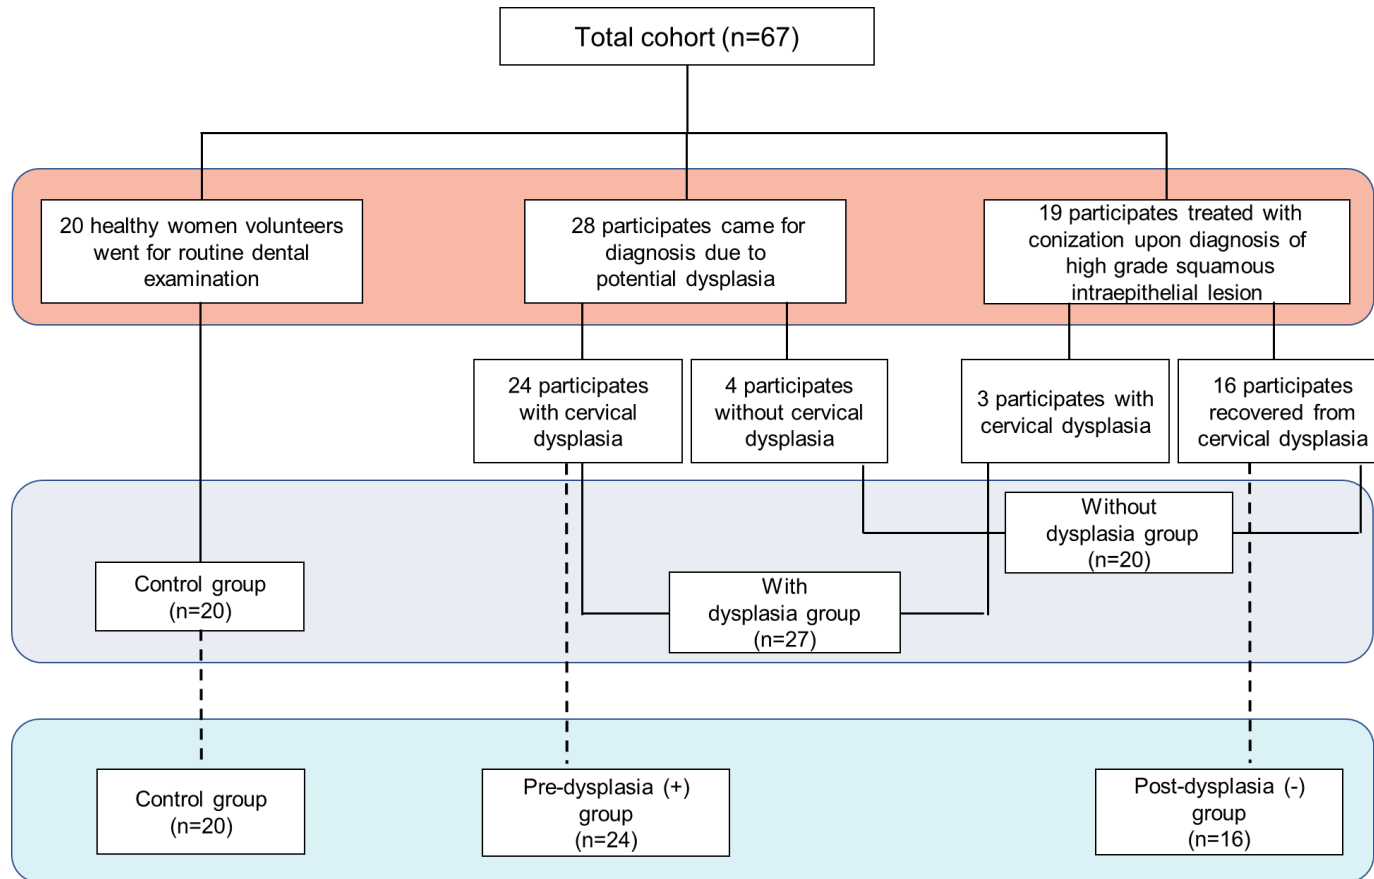 Total cohort (n=67)
20 healthy women volunteers
went for routine dental
examination
28 participates came for
diagnosis due to
potential dysplasia
19 participates treated with
conization upon diagnosis of
high grade squamous
intraepithelial lesion
24 participates
with cervical
dysplasia
4 participates
without cervical
dysplasia
3 participates with
cervical dysplasia
16 participates
recovered from
cervical dysplasia
Without
dysplasia group
(n=20)
Control group
(n=20)
With
dysplasia group
(n=27)
Control group
(n=20)
Pre-dysplasia (+)
group
(n=24)
Post-dysplasia (-)
group
(n=16)